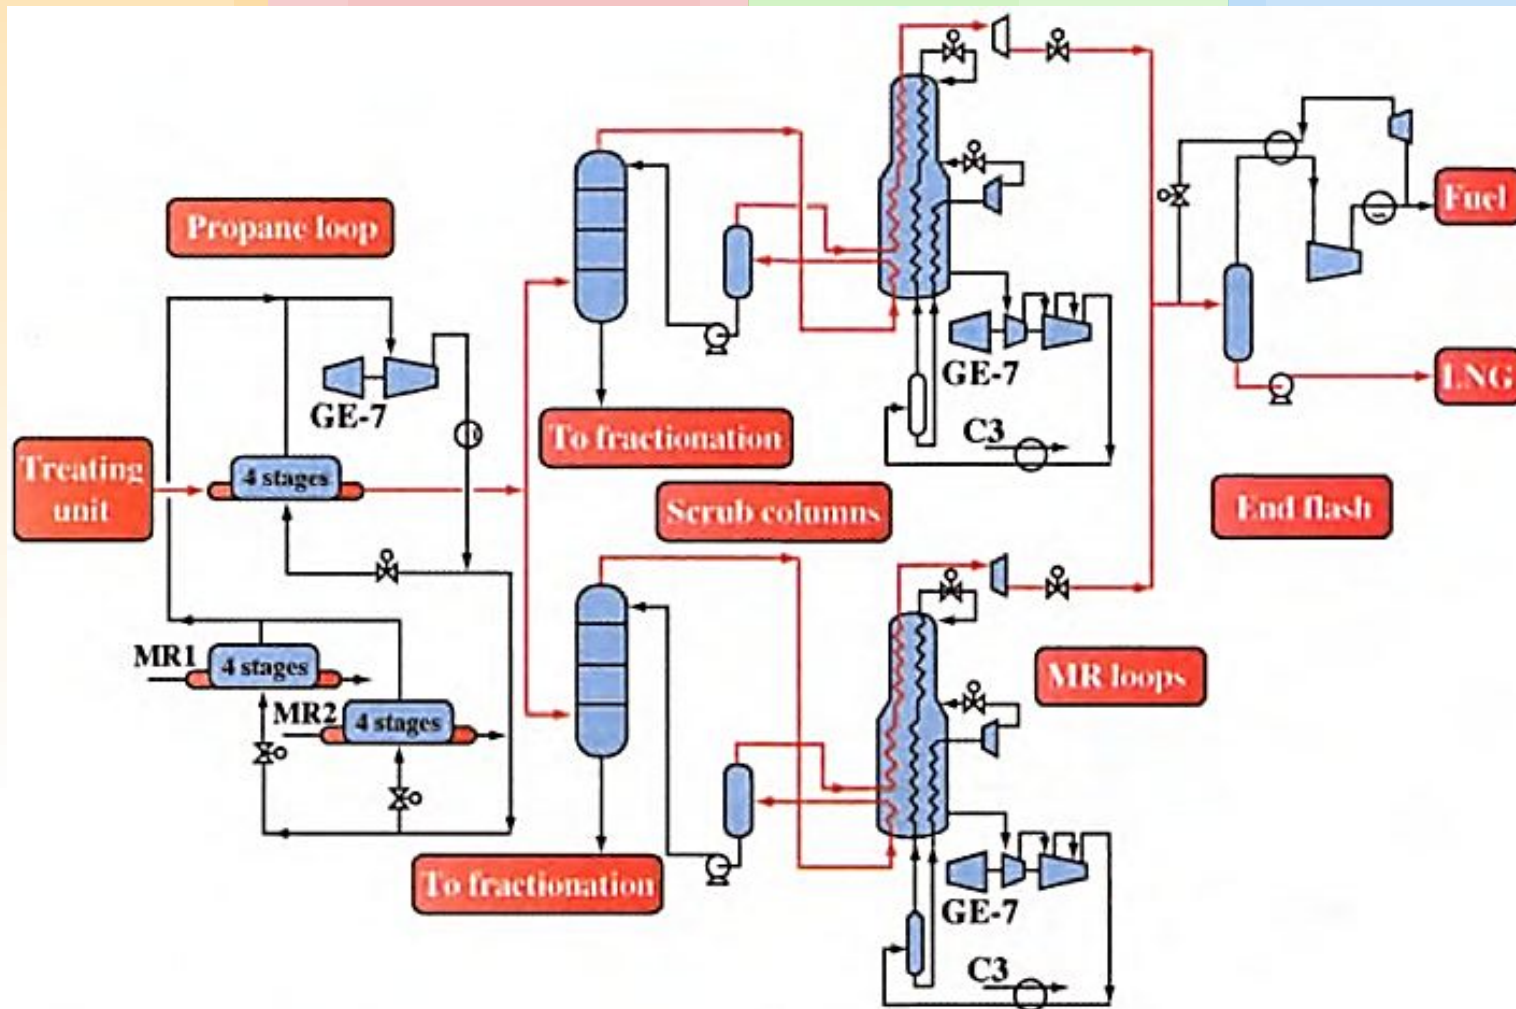 Propane loop
GE-7
Treating
unit
4 stages
MR1
4 stages
MR2
4 stages
To fractionation
Scrub columns
To fractionation
GE-7
C3
MR loops
GE-7
C3
Fuel
LNG
End flash